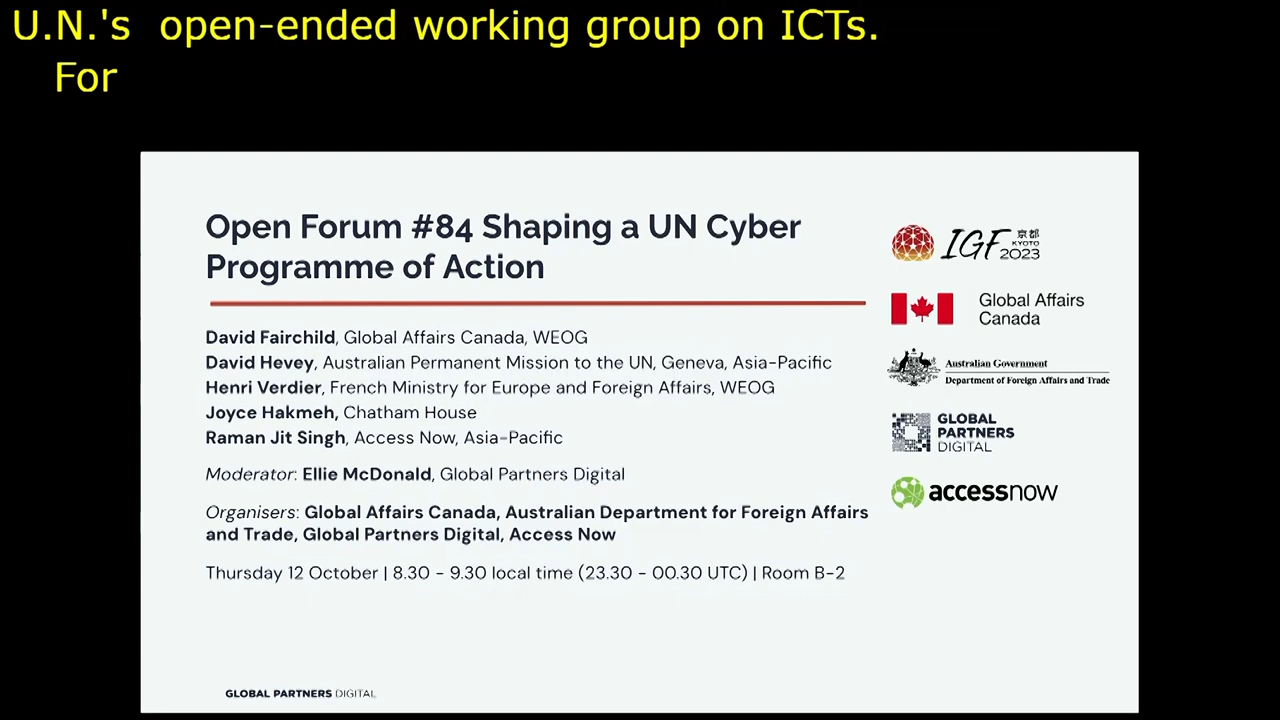 U.N.'s open-ended working group on ICTs.
For
Open Forum #84 Shaping a UN Cyber
Programme of Action
David Fairchild, Global Affairs Canada, WEOG
David Hevey, Australian Permanent Mission to the UN, Geneva, Asia-Pacific
Henri Verdier, French Ministry for Europe and Foreign Affairs, WEOG
Joyce Hakmeh, Chatham House
Raman Jit Singh, Access Now, Asia-Pacific
Moderator: Ellie McDonald, Global Partners Digital
Organisers: Global Affairs Canada, Australian Department for Foreign Affairs
and Trade, Global Partners Digital, Access Now
Thursday 12 October | 8.30 - 9.30 local time (23.30 - 00.30 UTC) | Room B-2
IGF 京都
KYOTO
2023
Global Affairs
Canada
Australian Government
Department of Foreign Affairs and Trade
GLOBAL
PARTNERS
DIGITAL
accessnow
GLOBAL PARTNERS DIGITAL